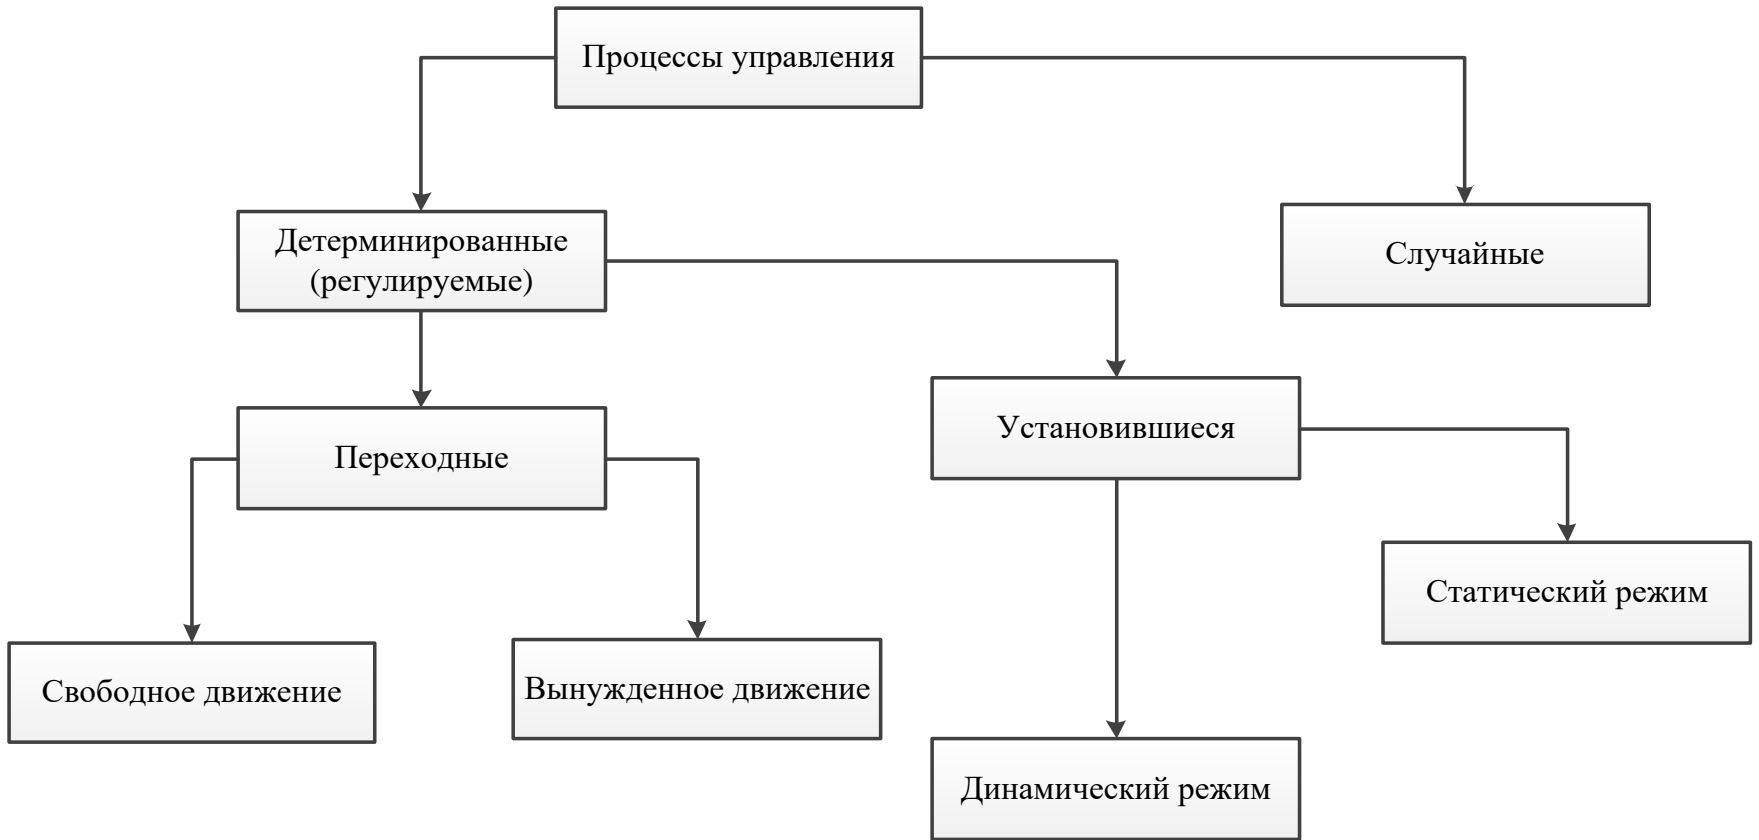 Процессы управления
Детерминированные
(регулируемые)
Случайные
Переходные
Установившиеся
Статический режим
Свободное движение
Вынужденное движение
Динамический режим